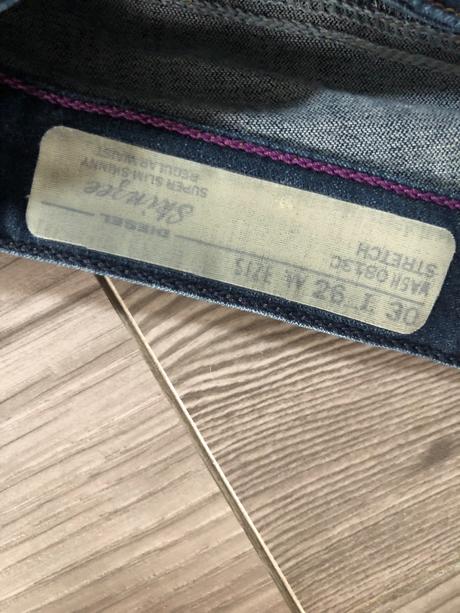 DIESEL
Skinzee
SUPER SLIM-SKINNY
REGULAR WAIST
SIZE W. 26 L 30
WASH 0813C
STRETCH